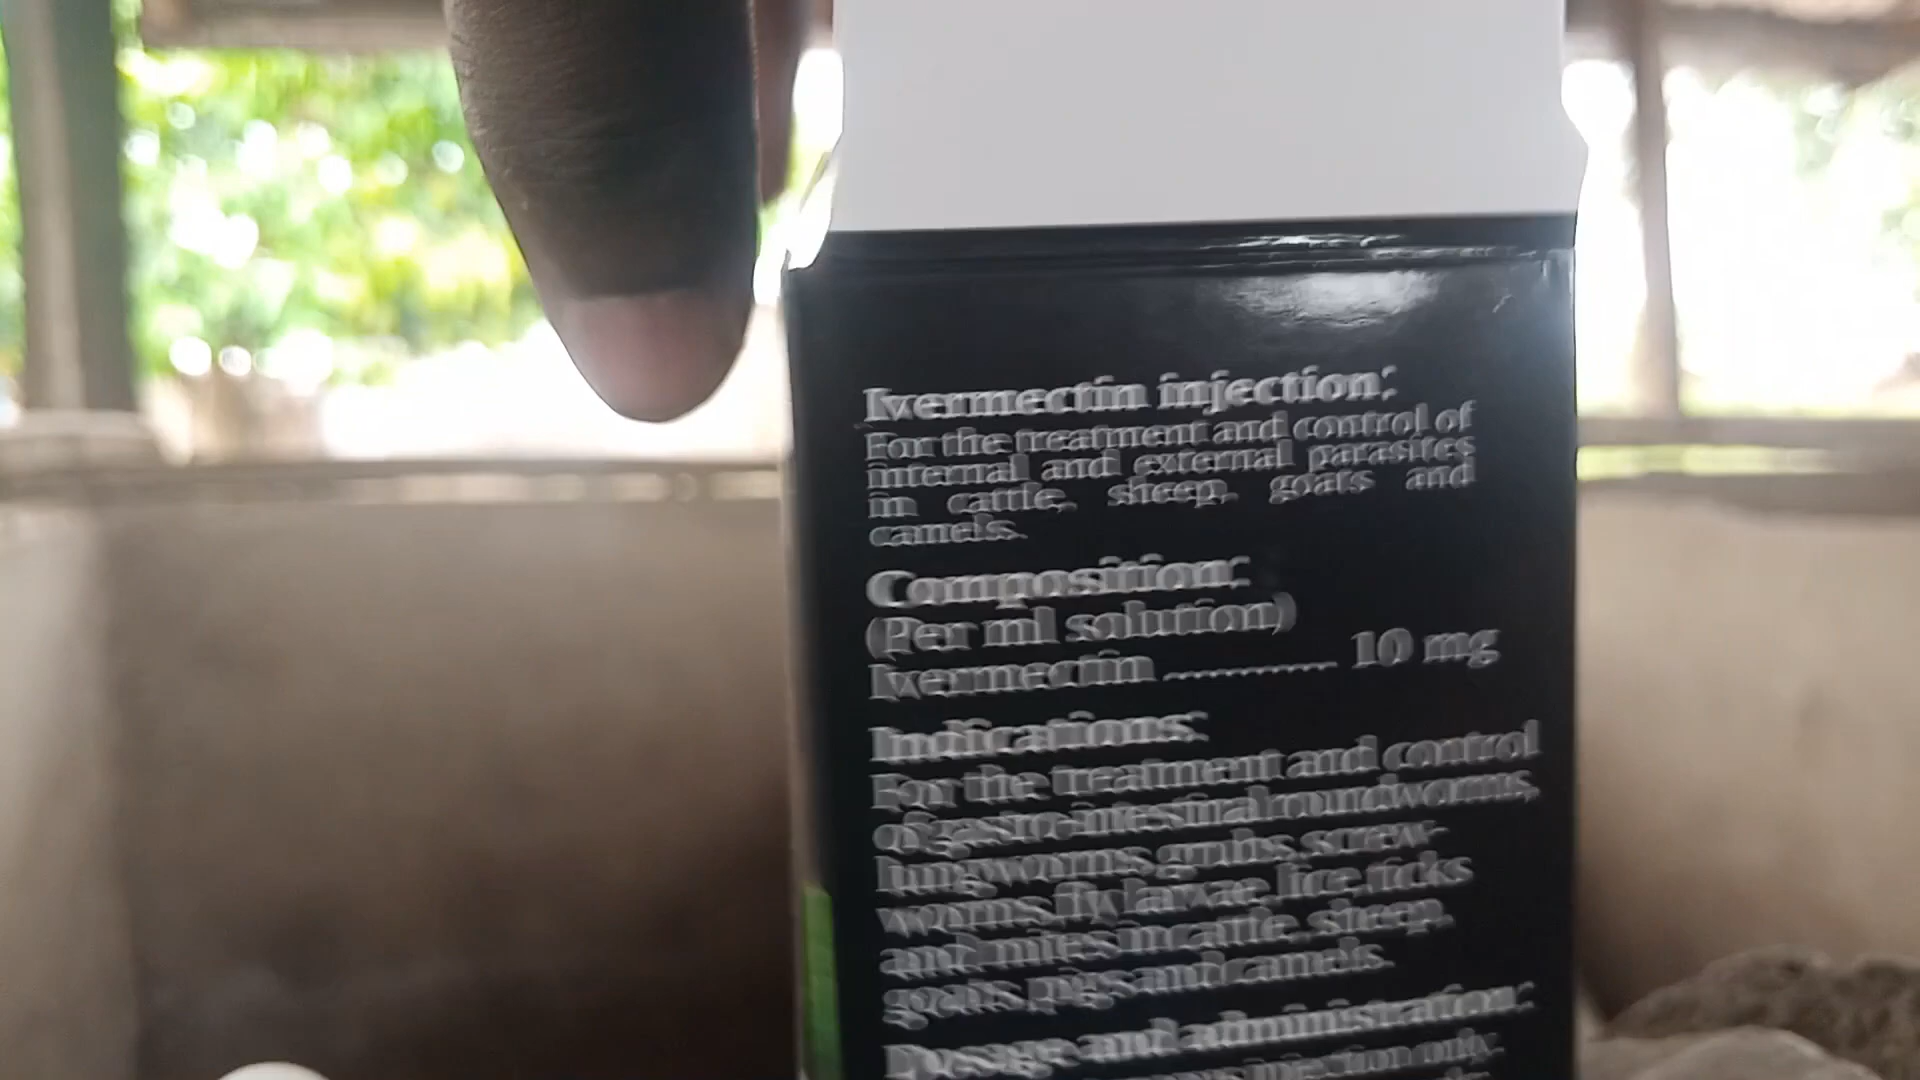 Ivermectin injection:
For the treatment and control of
internal and external parasites
in cattle, sheep, goats and
camels.
Composition:
(Per ml solution)
Ivermectin ............ 10 mg
Indications:
For the treatment and control
of gastro-intestinal roundworms,
lungworms, grubs, screw-
worms, fly larvae, lice, ticks
and mites in cattle, sheep,
goats, pigs and camels.
Dosage and administration:
injection only.